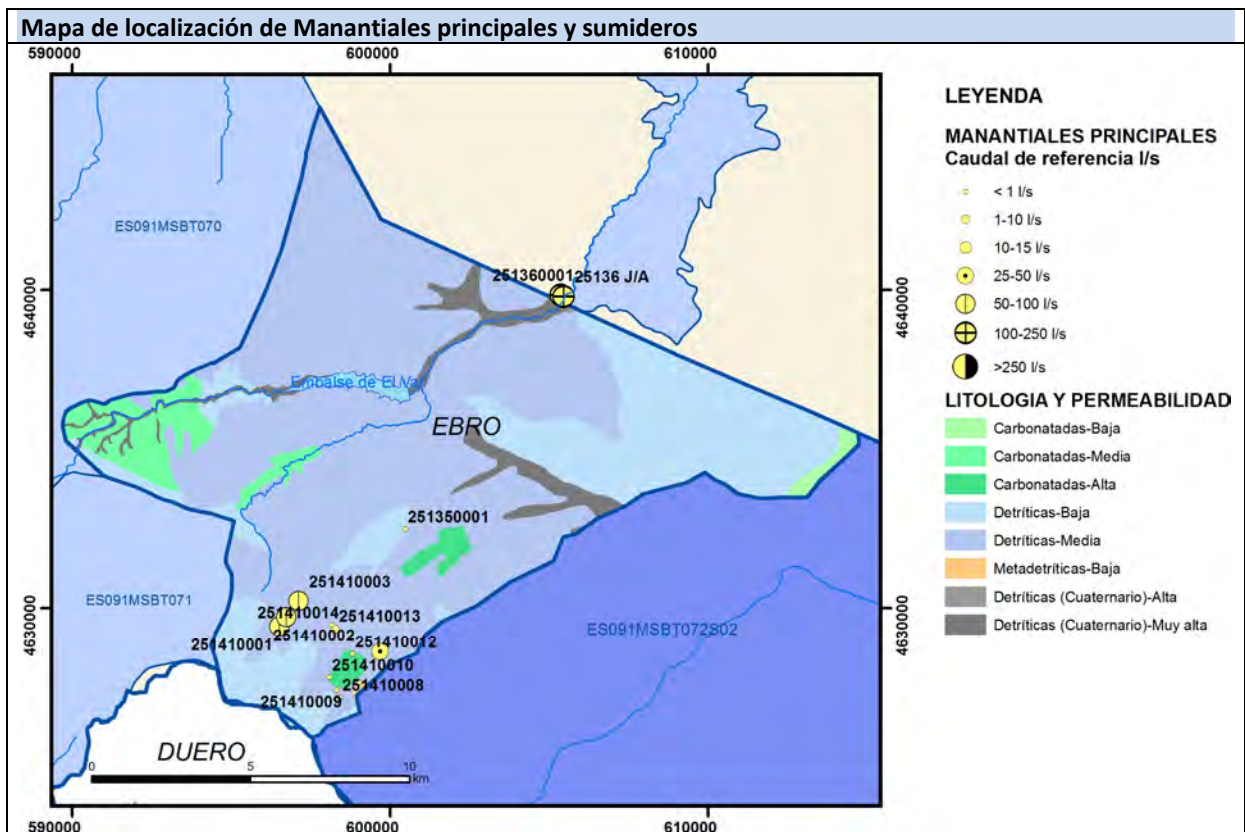 Mapa de localización de Manantiales principales y sumideros
590000
600000
610000
LEYENDA
MANANTIALES PRINCIPALES
Caudal de referencia l/s
< 1 l/s
1-10 l/s
10-15 l/s
25-50 l/s
50-100 l/s
100-250 l/s
>250 l/s
LITOLOGIA Y PERMEABILIDAD
Carbonatadas-Baja
Carbonatadas-Media
Carbonatadas-Alta
Detríticas-Baja
Detríticas-Media
Metadetríticas-Baja
Detríticas (Cuaternario)-Alta
Detríticas (Cuaternario)-Muy alta
ES091MSBT070
251360001
25136 J/A
4640000
4640000
Embalse de El Val
EBRO
251350001
251410003
ES091MSBT071
251410014
251410013
251410001
251410002
251410012
ES091MSBT072S02
4630000
4630000
251410010
251410008
251410009
DUERO
0
5
10
km
590000
600000
610000